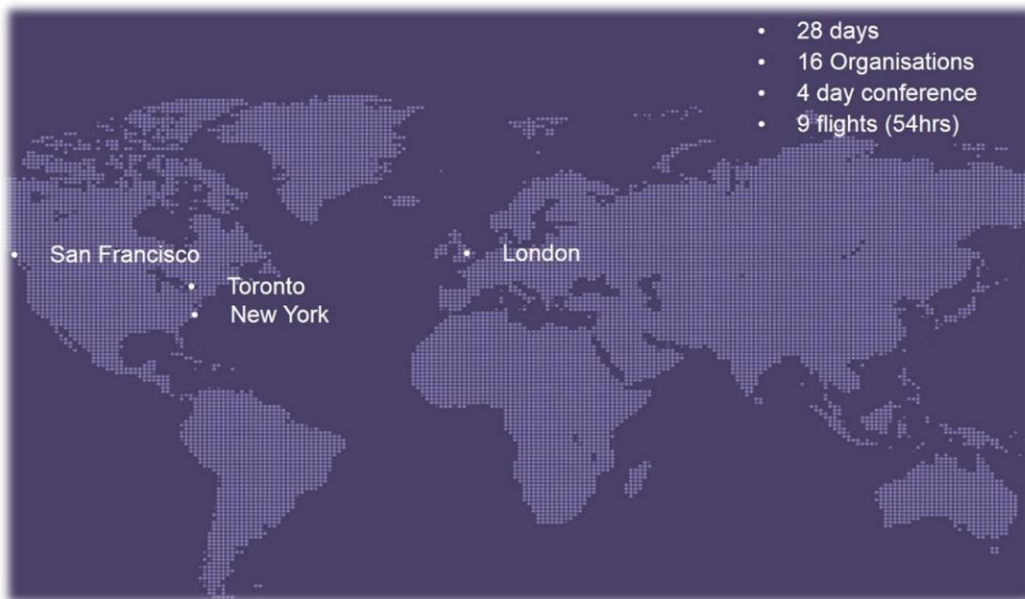 • 28 days
• 16 Organisations
• 4 day conference
• 9 flights (54hrs)
• San Francisco
• London
• Toronto
• New York